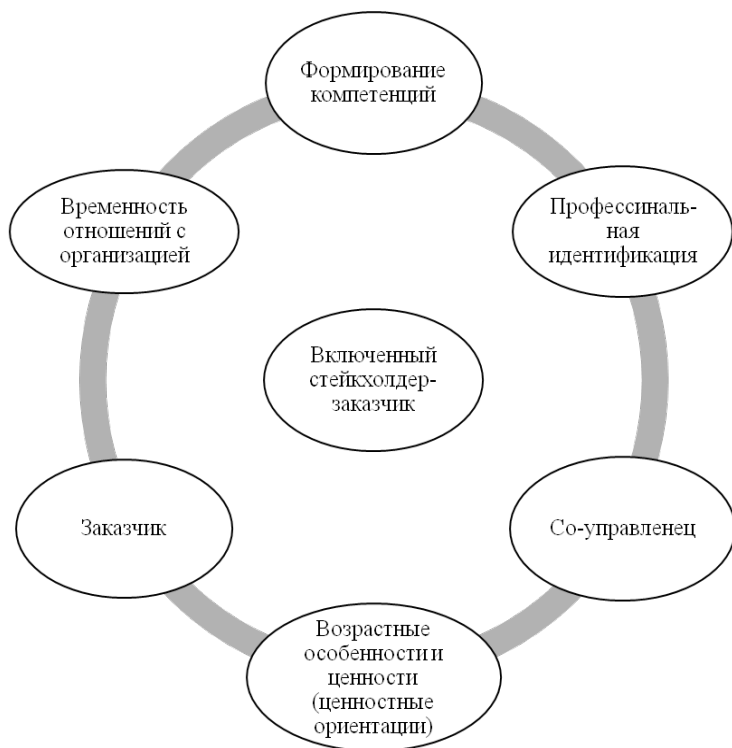 Формирование
компетенций
Временность
отношений с
организацией
Профессиналь-
ная
идентификация
Включенный
стейкхолдер-
заказчик
Заказчик
Со-управленец
Возрастные
особенности и
ценности
(ценностные
ориентации)